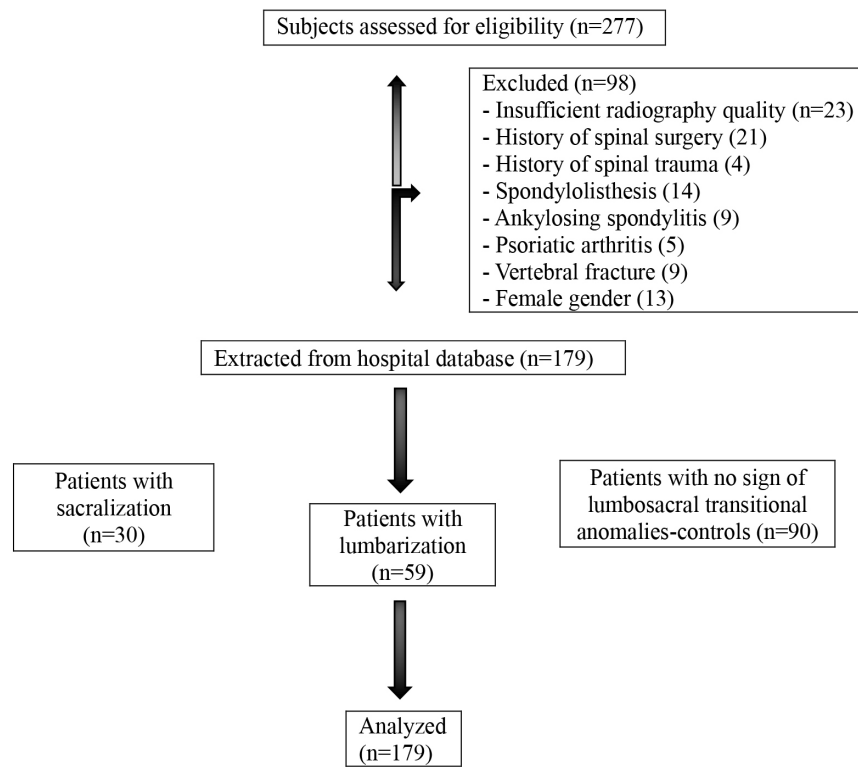 Subjects assessed for eligibility (n=277)
Excluded (n=98)
- Insufficient radiography quality (n=23)
- History of spinal surgery (21)
- History of spinal trauma (4)
- Spondylolisthesis (14)
- Ankylosing spondylitis (9)
- Psoriatic arthritis (5)
- Vertebral fracture (9)
- Female gender (13)
Extracted from hospital database (n=179)
Patients with
sacralization
(n=30)
Patients with
lumbarization
(n=59)
Patients with no sign of
lumbosacral transitional
anomalies-controls (n=90)
Analyzed
(n=179)